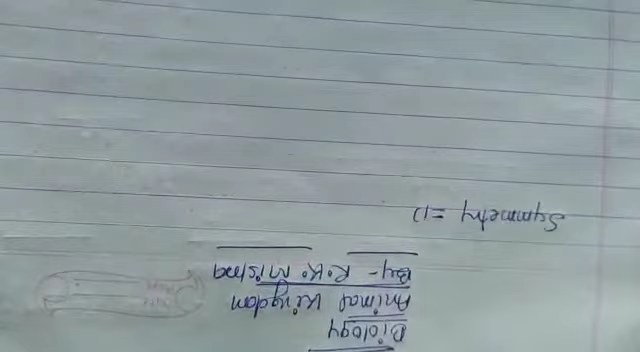 Biology
Animal Kingdom
By- R.K. Mishra
Symmetry =1)